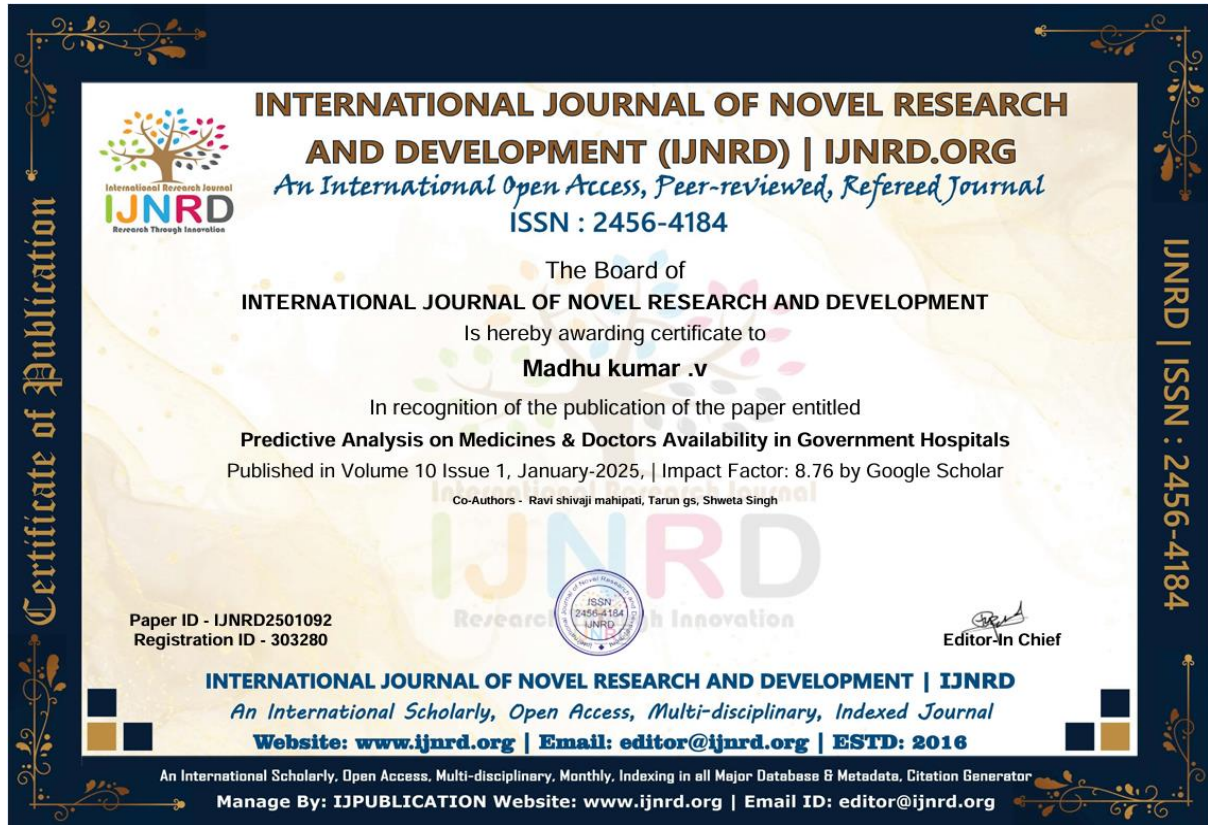 INTERNATIONAL JOURNAL OF NOVEL RESEARCH
AND DEVELOPMENT (IJNRD) | IJNRD.ORG
An International Open Access, Peer-reviewed, Refereed Journal
ISSN : 2456-4184
International Research Journal
IJNRD
Research Through Innovation
Certificate of Publication
IJNRD | ISSN : 2456-4184
The Board of
INTERNATIONAL JOURNAL OF NOVEL RESEARCH AND DEVELOPMENT
Is hereby awarding certificate to
Madhu kumar .v
In recognition of the publication of the paper entitled
Predictive Analysis on Medicines & Doctors Availability in Government Hospitals
Published in Volume 10 Issue 1, January-2025, | Impact Factor: 8.76 by Google Scholar
International Research Journal
Co-Authors - Ravi shivaji mahipati, Tarun gs, Shweta Singh
IJNRD
Research Through Innovation
ISSN
2456-4184
IJNRD
Paper ID - IJNRD2501092
Registration ID - 303280
Editor-In Chief
INTERNATIONAL JOURNAL OF NOVEL RESEARCH AND DEVELOPMENT | IJNRD
An International Scholarly, Open Access, Multi-disciplinary, Indexed Journal
Website: www.ijnrd.org | Email: editor@ijnrd.org | ESTD: 2016
An International Scholarly, Open Access, Multi-disciplinary, Monthly, Indexing in all Major Database & Metadata, Citation Generator
Manage By: IJPUBLICATION Website: www.ijnrd.org | Email ID: editor@ijnrd.org